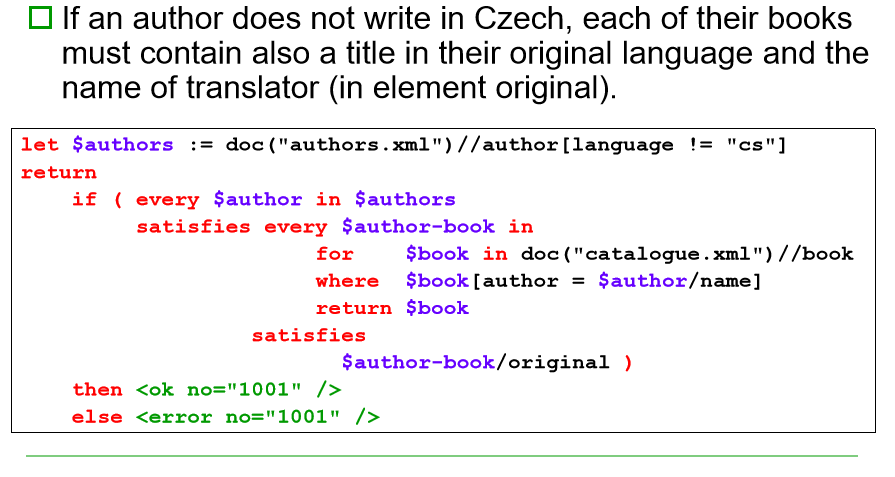 If an author does not write in Czech, each of their books
must contain also a title in their original language and the
name of translator (in element original).
let $authors := doc("authors.xml")//author[language != "cs"]
return
    if ( every $author in $authors
         satisfies every $author-book in
                       for    $book in doc("catalogue.xml")//book
                       where  $book[author = $author/name]
                       return $book
                  satisfies
                         $author-book/original )
    then <ok no="1001" />
    else <error no="1001" />